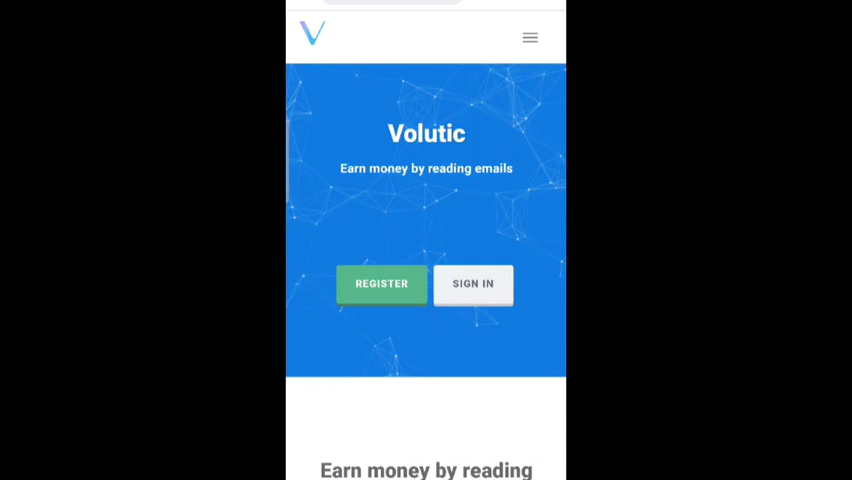 Volutic
Earn money by reading emails
REGISTER
SIGN IN
Earn money by reading